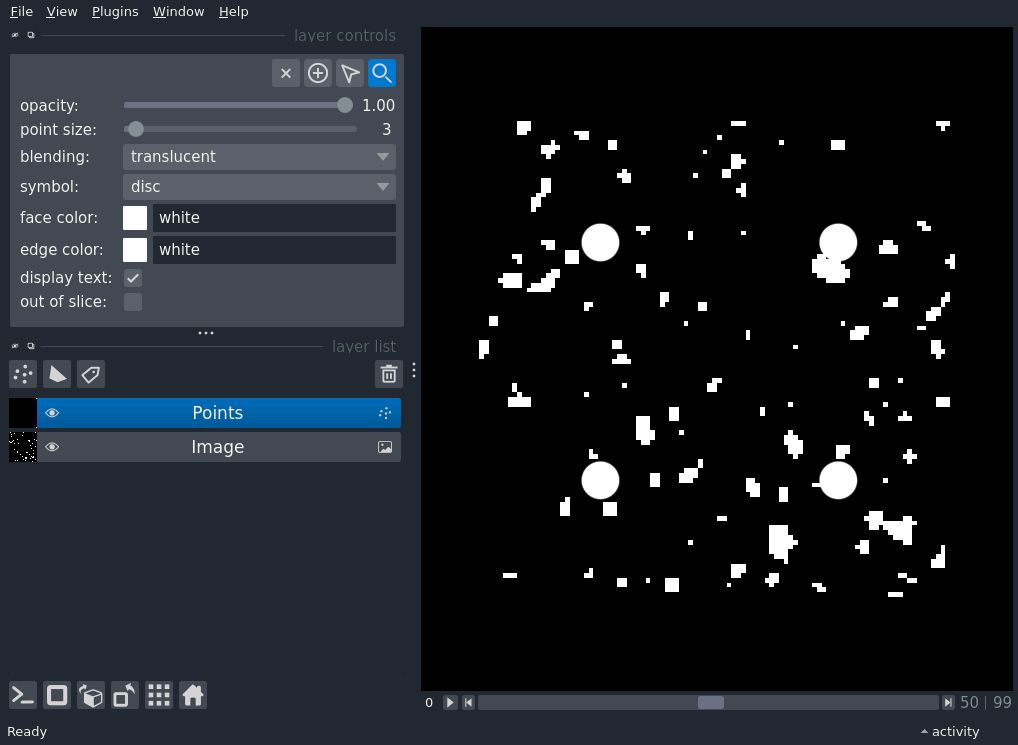 File View Plugins Window Help
layer controls
opacity: 1.00
point size: 3
blending: translucent
symbol: disc
face color: white
edge color: white
display text:
out of slice:
layer list
Points
Image
0 50 | 99
Ready activity